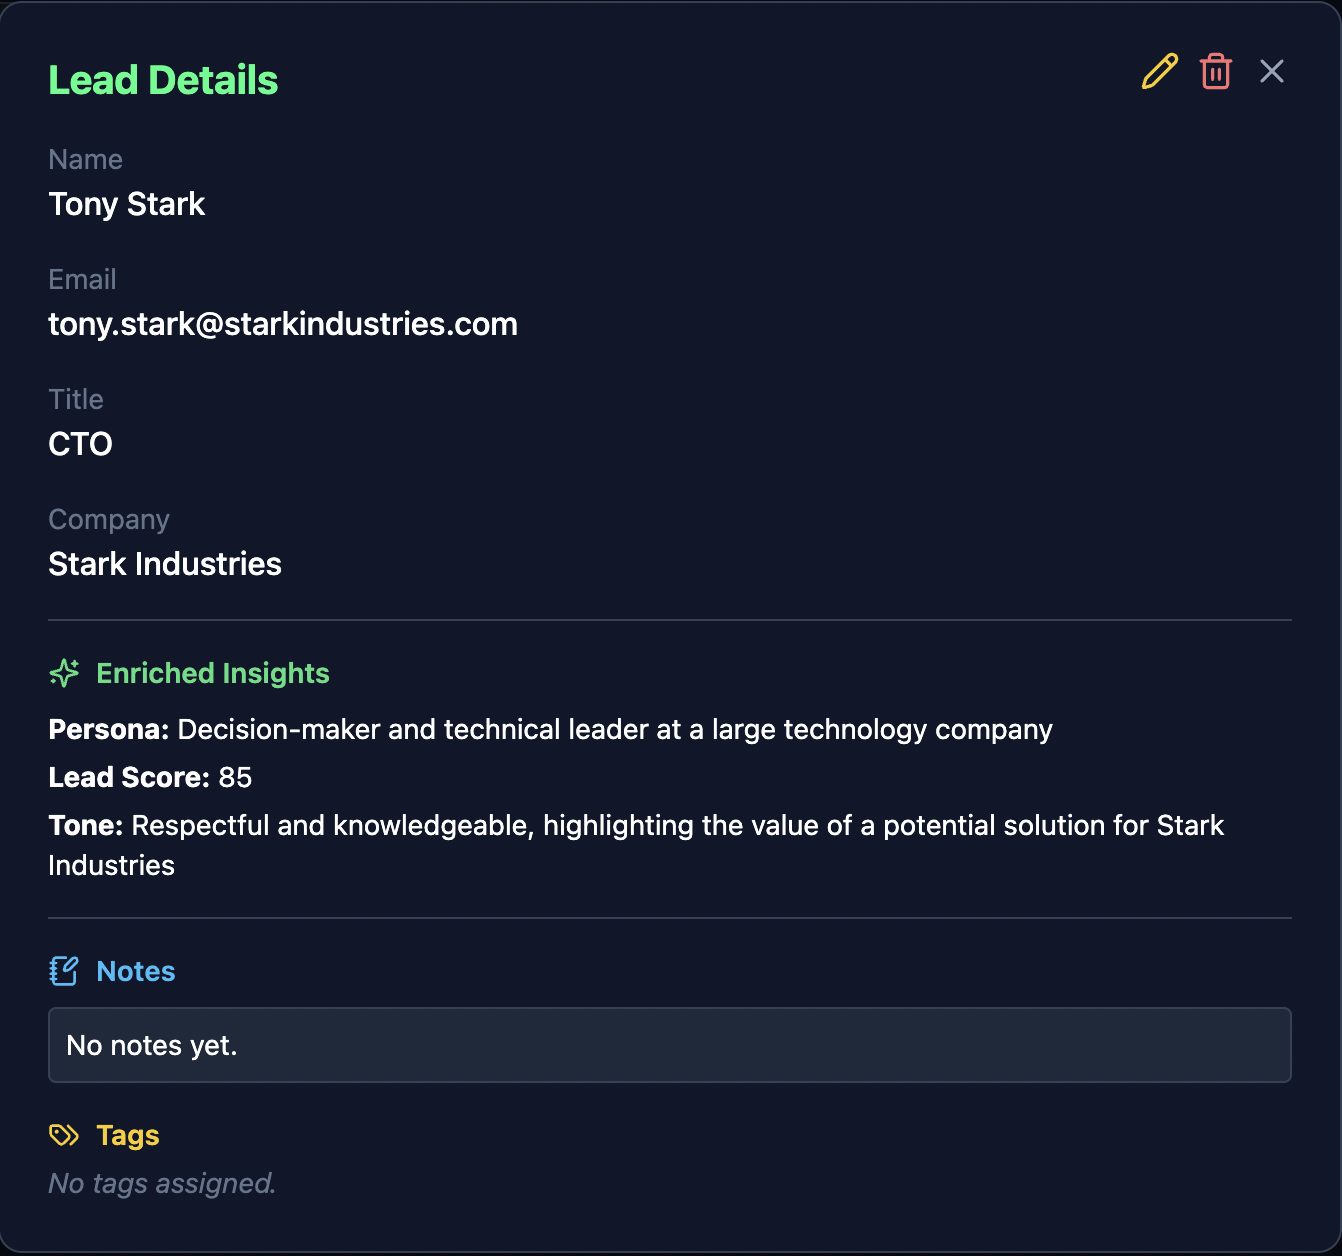 Lead Details
Name
Tony Stark
Email
tony.stark@starkindustries.com
Title
CTO
Company
Stark Industries
Enriched Insights
Persona: Decision-maker and technical leader at a large technology company
Lead Score: 85
Tone: Respectful and knowledgeable, highlighting the value of a potential solution for Stark
Industries
Notes
No notes yet.
Tags
No tags assigned.